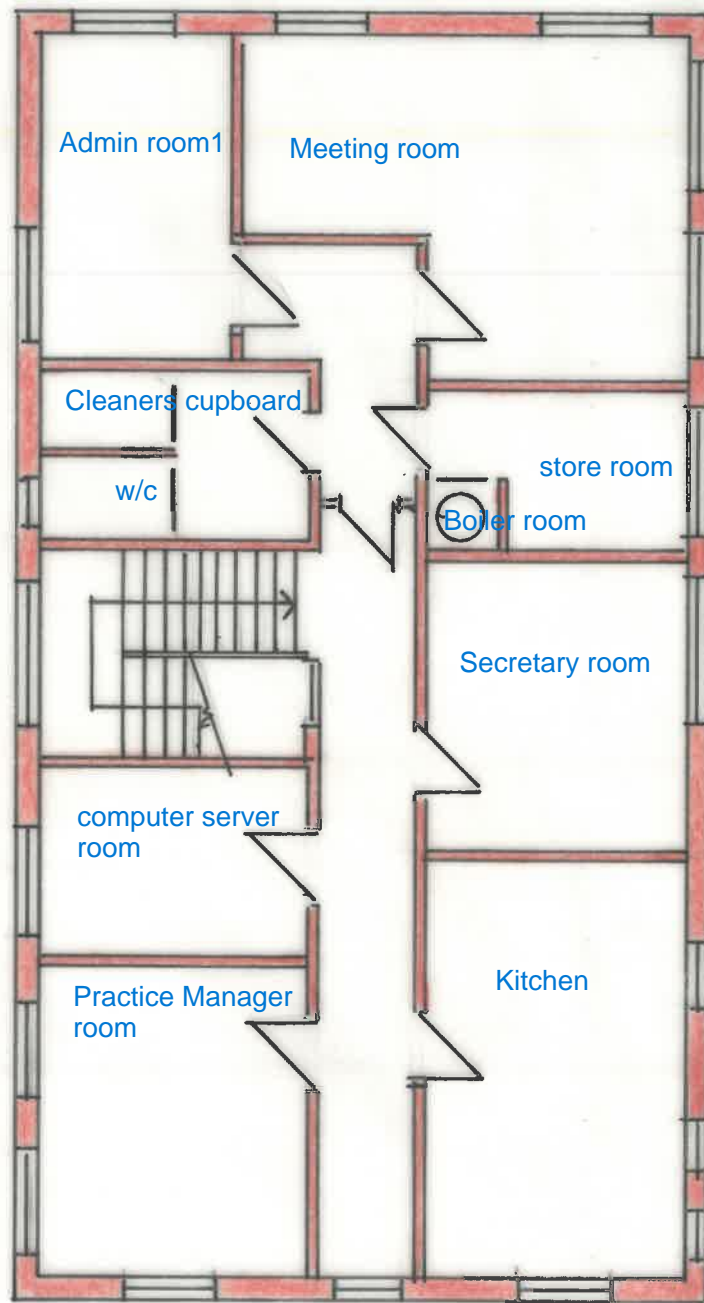 Admin room1
Meeting room
Cleaners cupboard
store room
w/c
Boiler room
Secretary room
computer server
room
Kitchen
Practice Manager
room